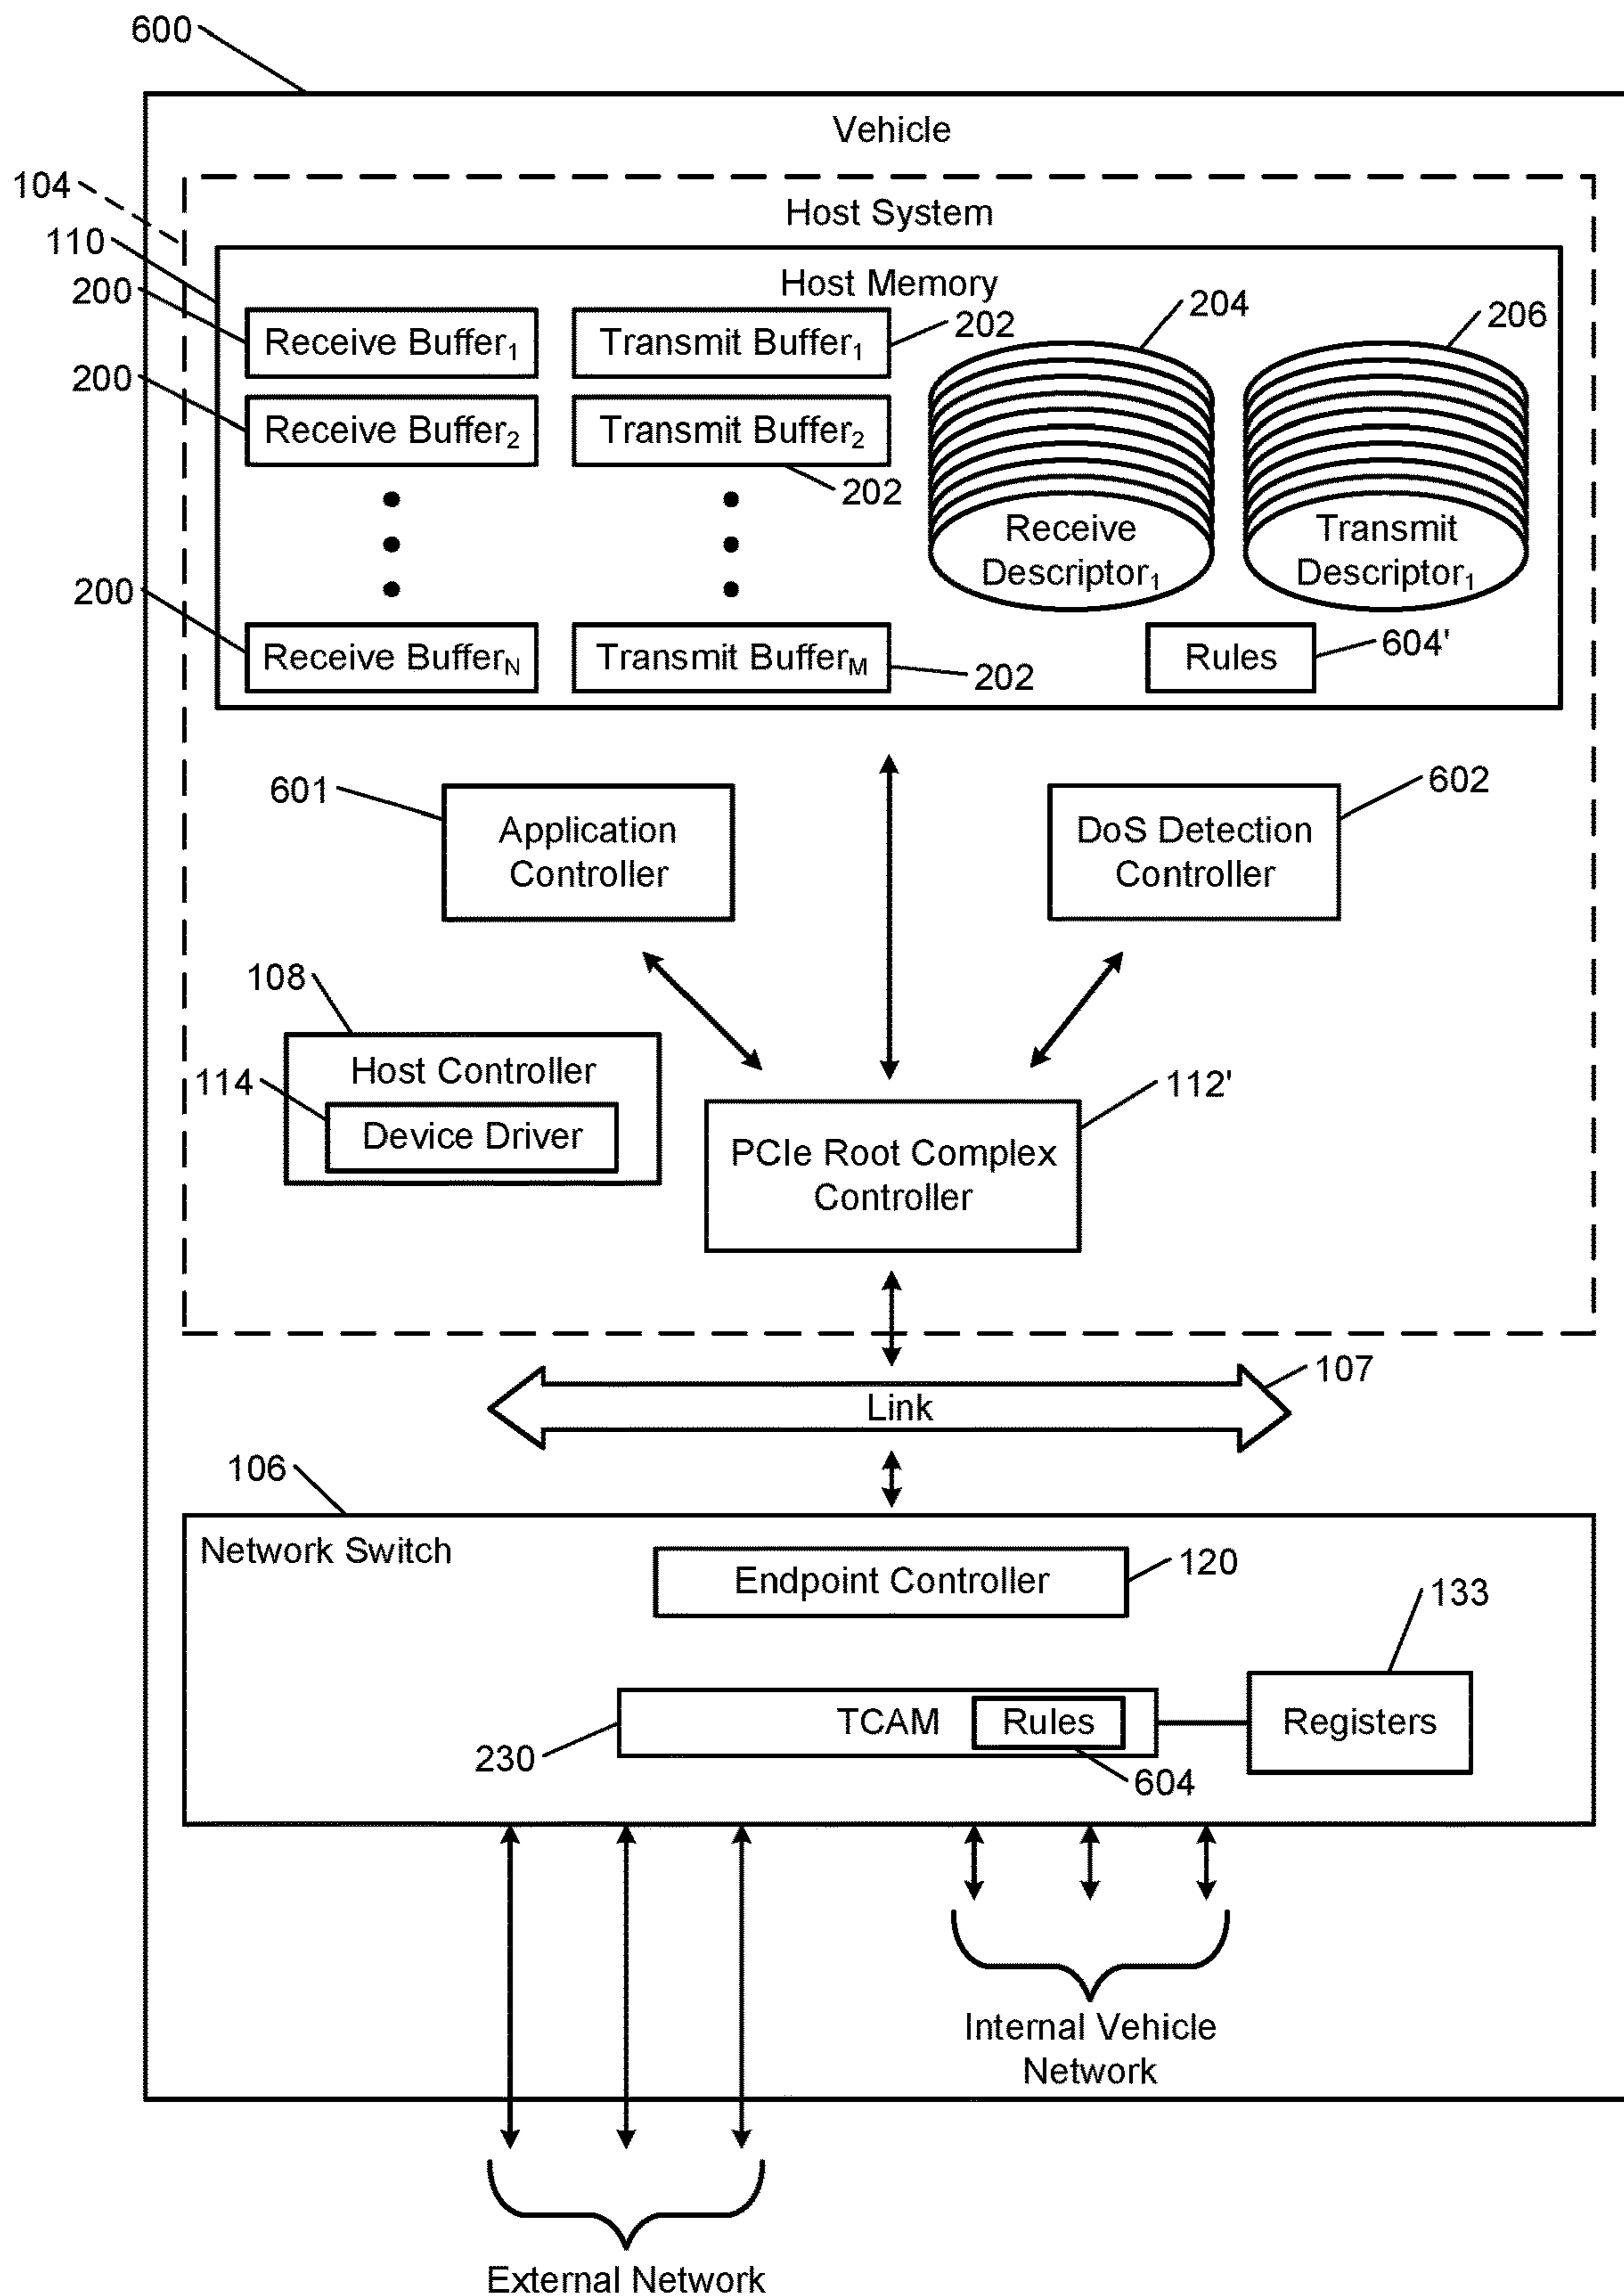 600
Vehicle
104
Host System
110
Host Memory
200
Receive Buffer1
Transmit Buffer1
202
204
206
200
Receive Buffer2
Transmit Buffer2
202
Receive
Descriptor1
Transmit
Descriptor1
200
Receive BufferN
Transmit BufferM
202
Rules
604'
601
Application
Controller
602
DoS Detection
Controller
108
Host Controller
114
Device Driver
112'
PCIe Root Complex
Controller
107
Link
106
Network Switch
Endpoint Controller
120
133
TCAM
Rules
Registers
230
604
Internal Vehicle
Network
External Network